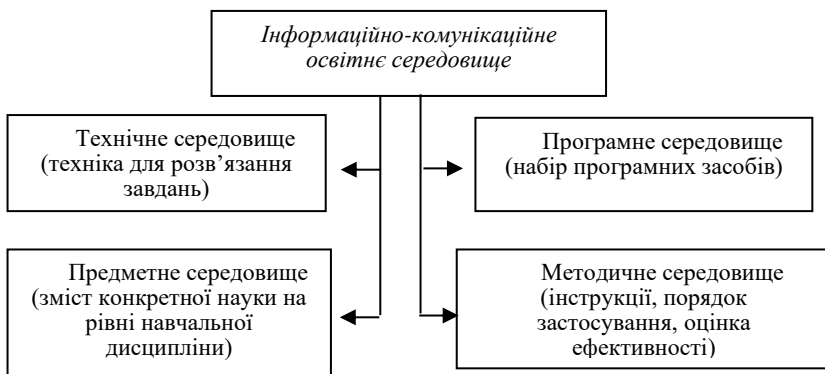 Інформаційно-комунікаційне
освітнє середовище
Технічне середовище
(техніка для розв’язання
завдань)
Програмне середовище
(набір програмних засобів)
Предметне середовище
(зміст конкретної науки на
рівні навчальної
дисципліни)
Методичне середовище
(інструкції, порядок
застосування, оцінка
ефективності)